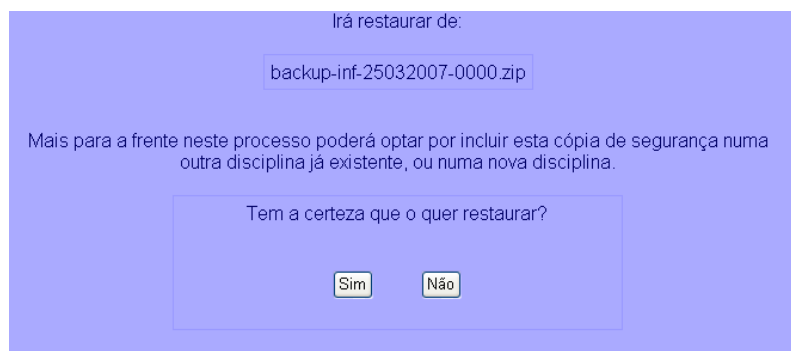 Irá restaurar de:
backup-inf-25032007-0000.zip
Mais para a frente neste processo poderá optar por incluir esta cópia de segurança numa
outra disciplina já existente, ou numa nova disciplina.
Tem a certeza que o quer restaurar?
Sim Não